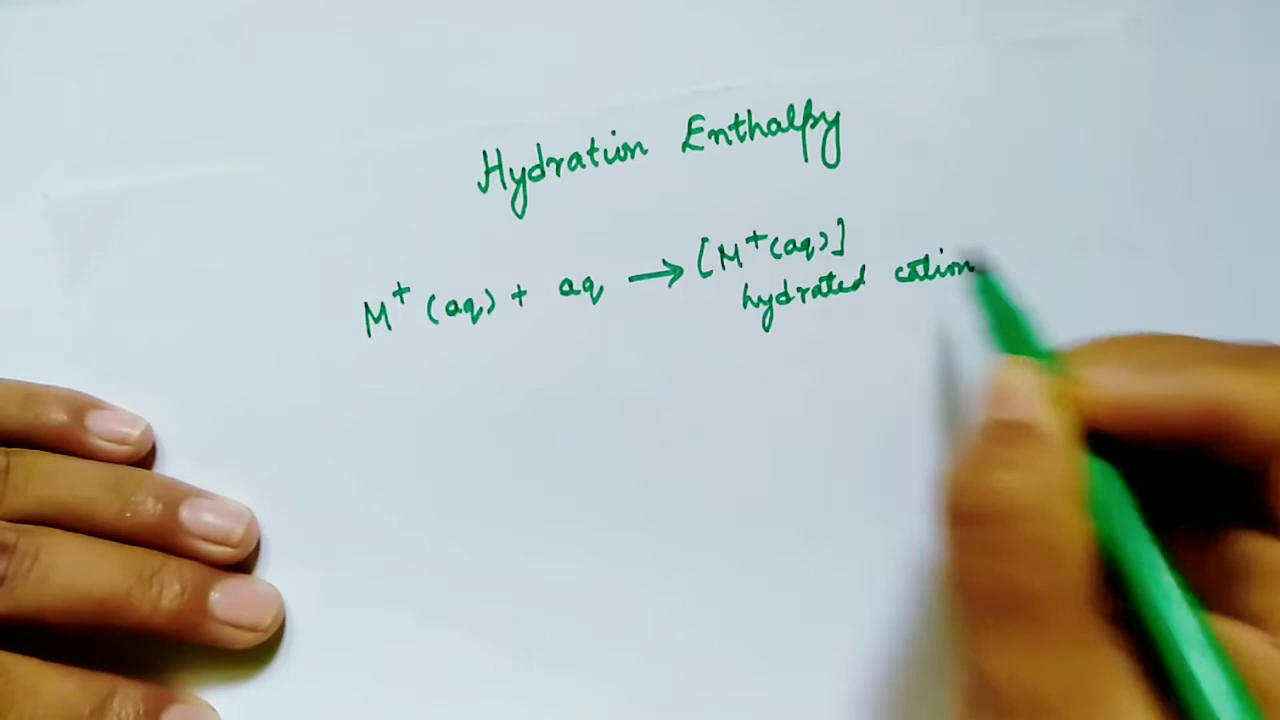 Hydration Enthalpy
M⁺ (aq) + aq → [M⁺(aq)]
hydrated cation